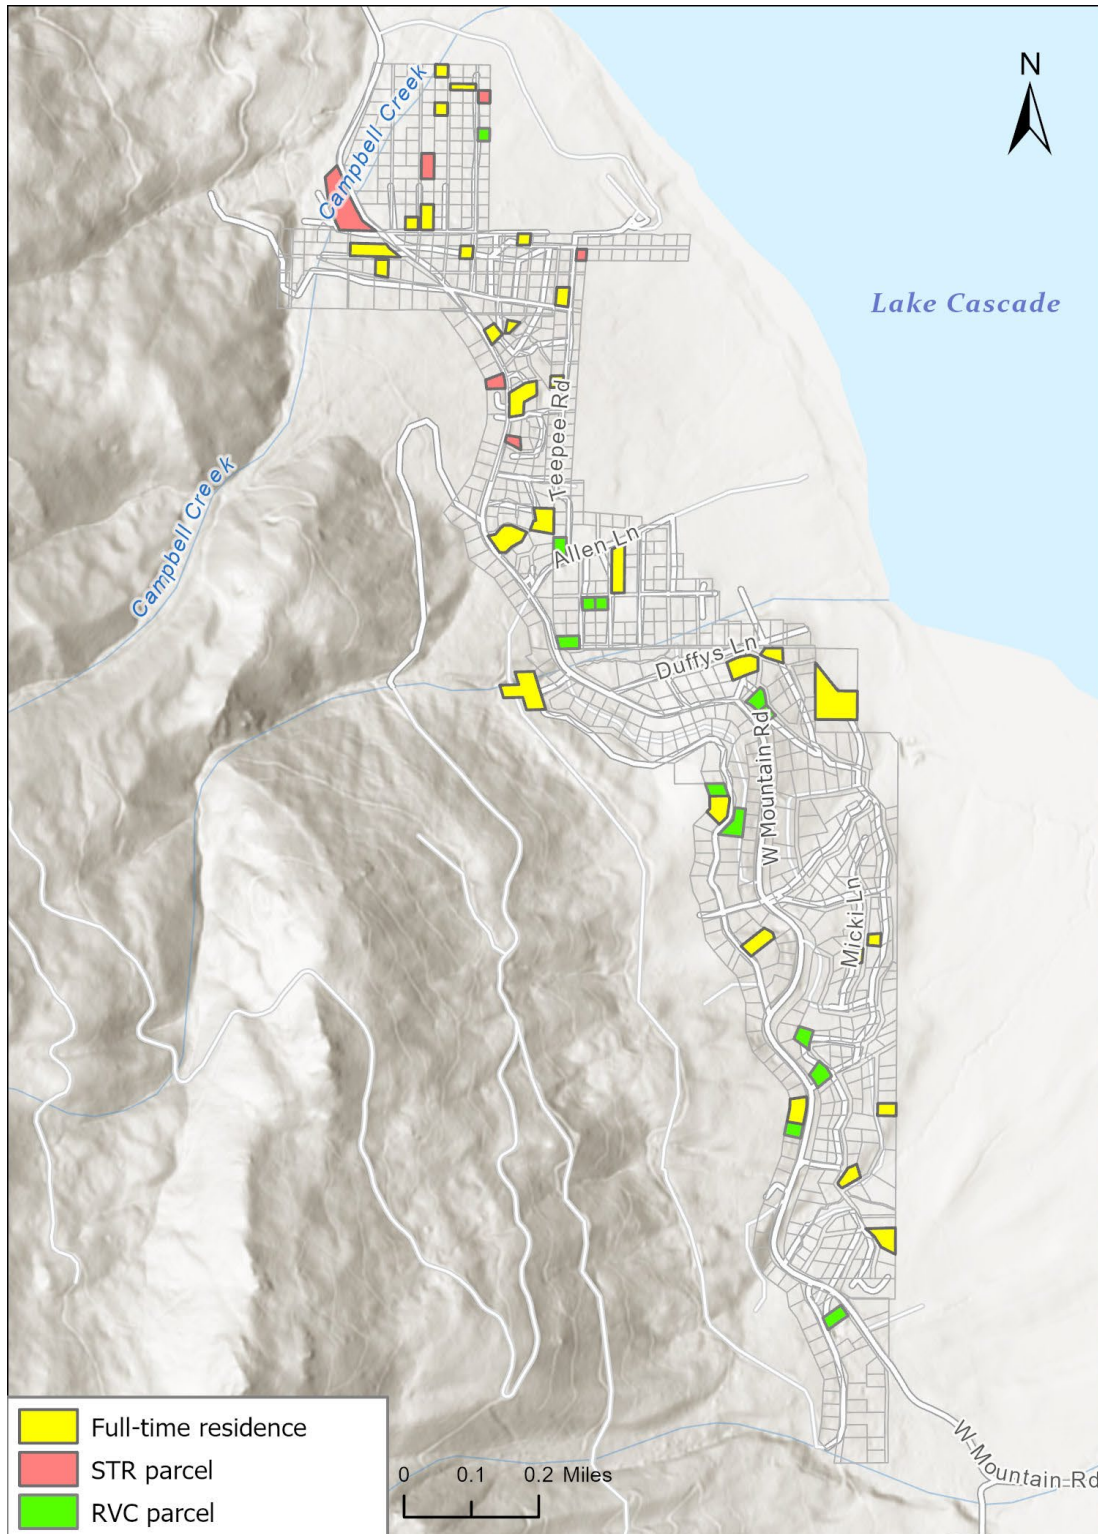 Campbell Creek
N
Lake Cascade
Teepee Rd
Campbell Creek
Allen Ln
Duffys Ln
W Mountain Rd
Micki Ln
W Mountain Rd
Full-time residence
STR parcel
RVC parcel
0 0.1 0.2 Miles